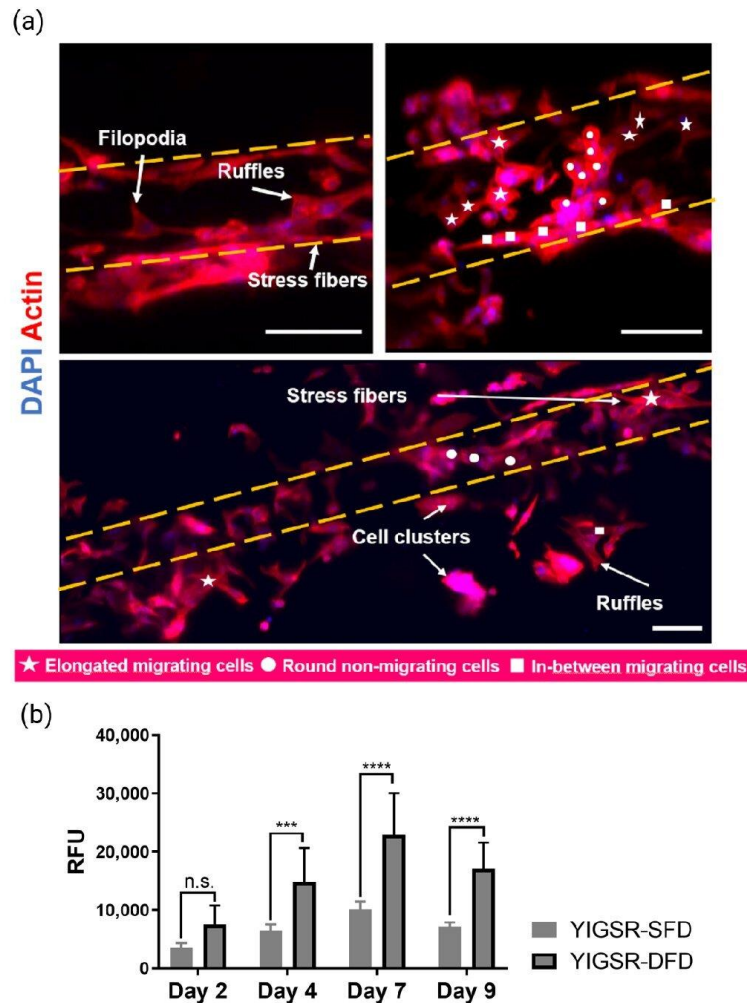 (a)
Filopodia
Ruffles
Stress fibers
DAPI Actin
Stress fibers
Cell clusters
Ruffles
★ Elongated migrating cells ● Round non-migrating cells ■ In-between migrating cells
(b)
40,000
30,000
20,000
10,000
0
RFU
n.s.
***
****
****
Day 2 Day 4 Day 7 Day 9
YIGSR-SFD
YIGSR-DFD